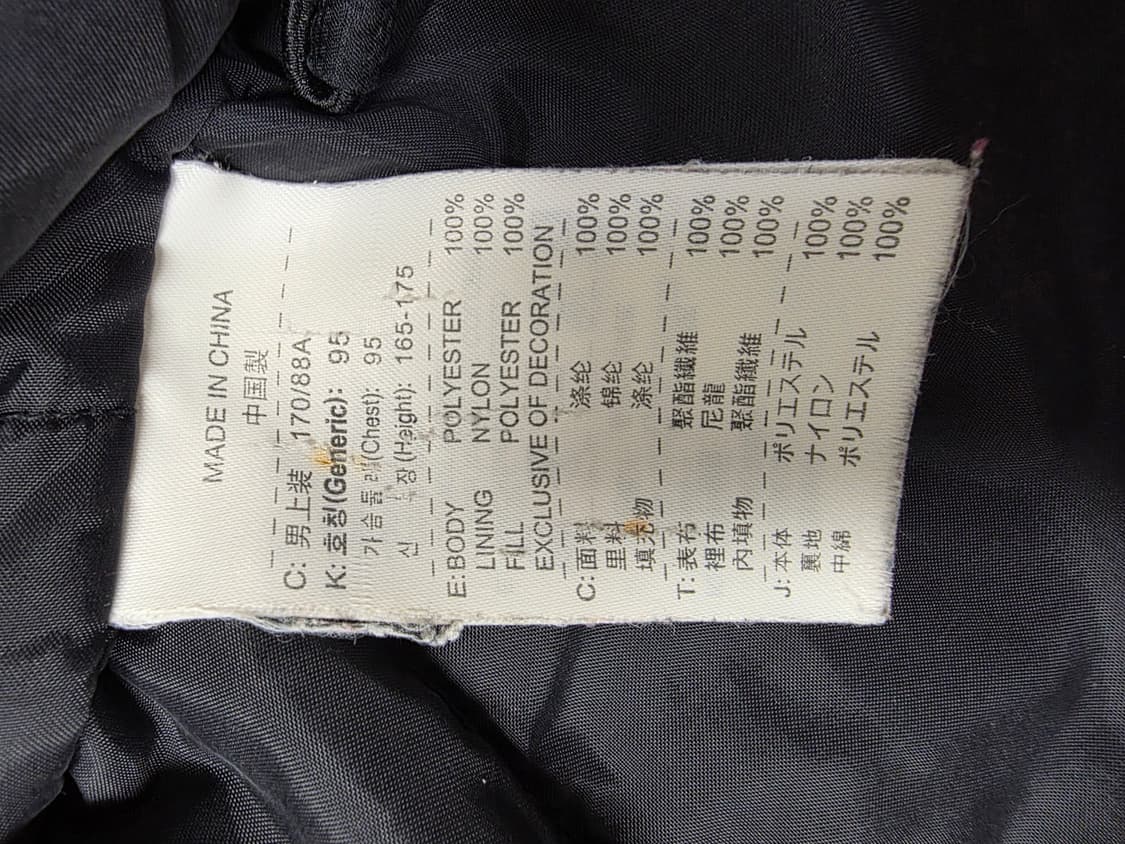 MADE IN CHINA
中国製
C: 男上装 170/88A
K: 호칭(Generic): 95
가슴둘레(Chest): 95
신 장(Height): 165-175
E: BODY POLYESTER 100%
LINING NYLON 100%
FILL POLYESTER 100%
EXCLUSIVE OF DECORATION
C: 面料 涤纶 100%
里料 锦纶 100%
填充物 涤纶 100%
T: 表布 聚酯纖維 100%
裡布 尼龍 100%
內填物 聚酯纖維 100%
J: 本体 ポリエステル 100%
裏地 ナイロン 100%
中綿 ポリエステル 100%